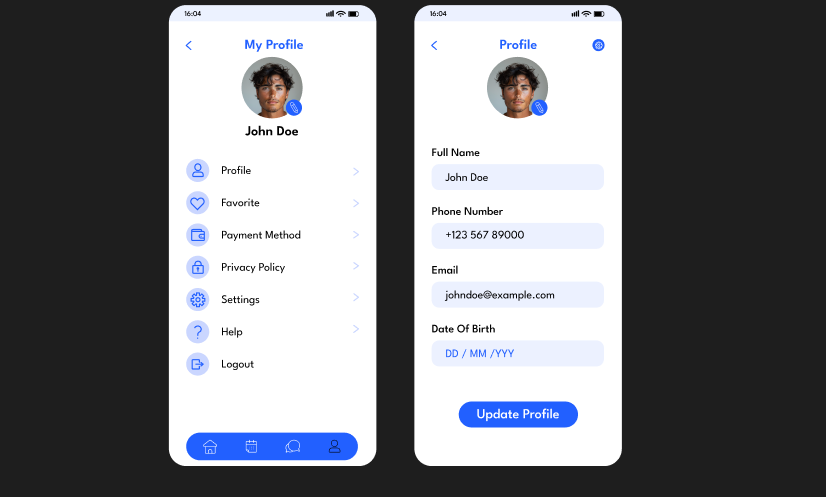 16:04
My Profile
John Doe
Profile
Favorite
Payment Method
Privacy Policy
Settings
Help
Logout
16:04
Profile
Full Name
John Doe
Phone Number
+123 567 89000
Email
johndoe@example.com
Date Of Birth
DD / MM /YYY
Update Profile